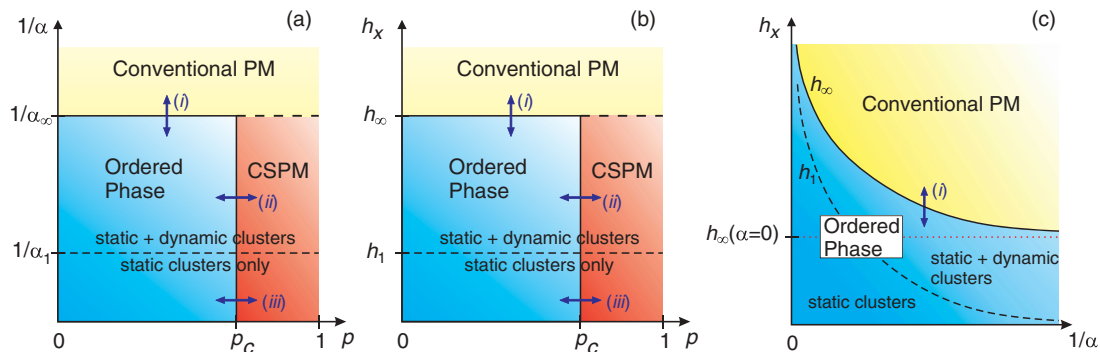 1/α
(a)
Conventional PM
1/α∞
(i)
Ordered
Phase
CSPM
(ii)
static + dynamic clusters
1/α1
static clusters only
(iii)
0
pc
1
p
hx
(b)
Conventional PM
h∞
(i)
Ordered
Phase
CSPM
(ii)
static + dynamic clusters
h1
static clusters only
(iii)
0
pc
1
p
hx
(c)
h∞
Conventional PM
h1
(i)
h∞(α=0)
Ordered
Phase
static + dynamic
clusters
static clusters
0
1/α